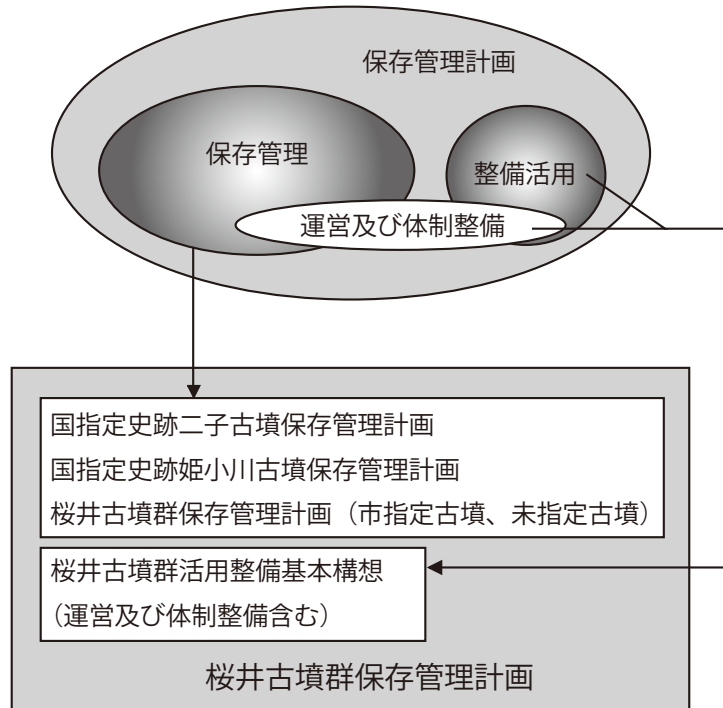 保存管理計画
保存管理
整備活用
運営及び体制整備
国指定史跡二子古墳保存管理計画
国指定史跡姫小川古墳保存管理計画
桜井古墳群保存管理計画（市指定古墳、未指定古墳）
桜井古墳群活用整備基本構想
（運営及び体制整備含む）
桜井古墳群保存管理計画